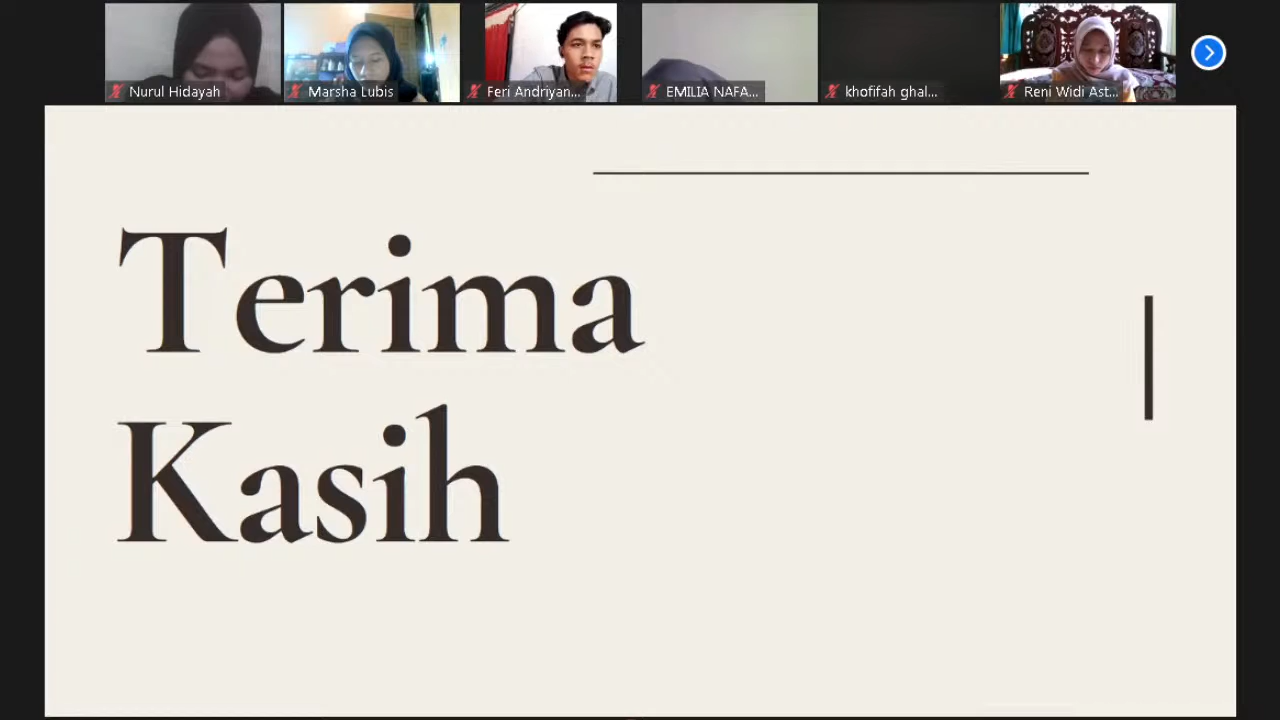 Nurul Hidayah
Marsha Lubis
Feri Andriyan...
EMILIA NAFA...
khofifah ghal...
Reni Widi Ast...
Terima
Kasih